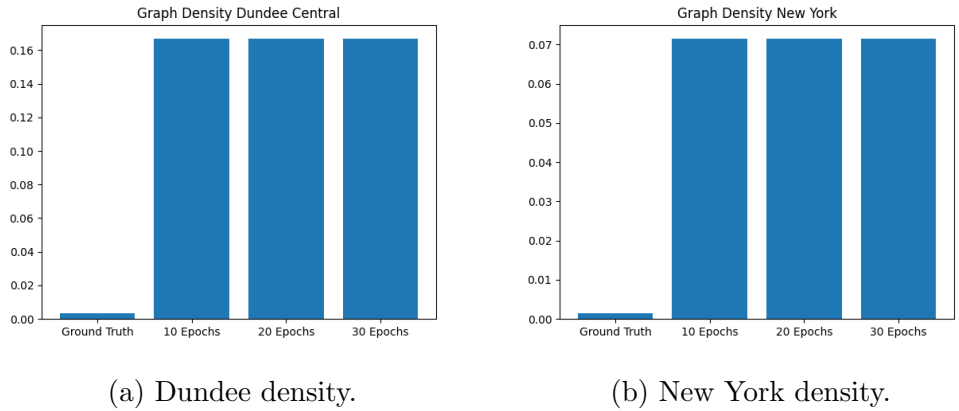 Graph Density Dundee Central
0.16
0.14
0.12
0.10
0.08
0.06
0.04
0.02
0.00
Ground Truth 10 Epochs 20 Epochs 30 Epochs
(a) Dundee density.
Graph Density New York
0.07
0.06
0.05
0.04
0.03
0.02
0.01
0.00
Ground Truth 10 Epochs 20 Epochs 30 Epochs
(b) New York density.